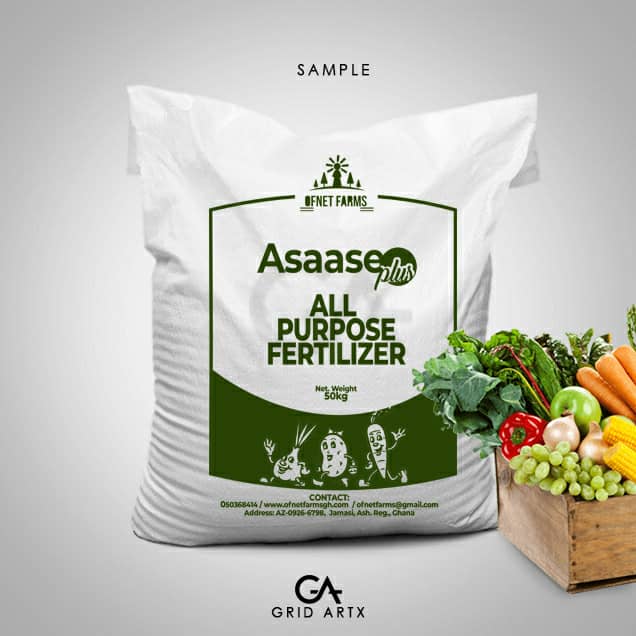 SAMPLE
OFNET FARMS
Asaase
plus
ALL
PURPOSE
FERTILIZER
Net. Weight
50kg
CONTACT:
050368414 / www.ofnetfarmsgh.com / ofnetfarms@gmail.com
Address: AZ-0926-6798, Jamasi, Ash. Reg., Ghana
GA
GRID ARTX